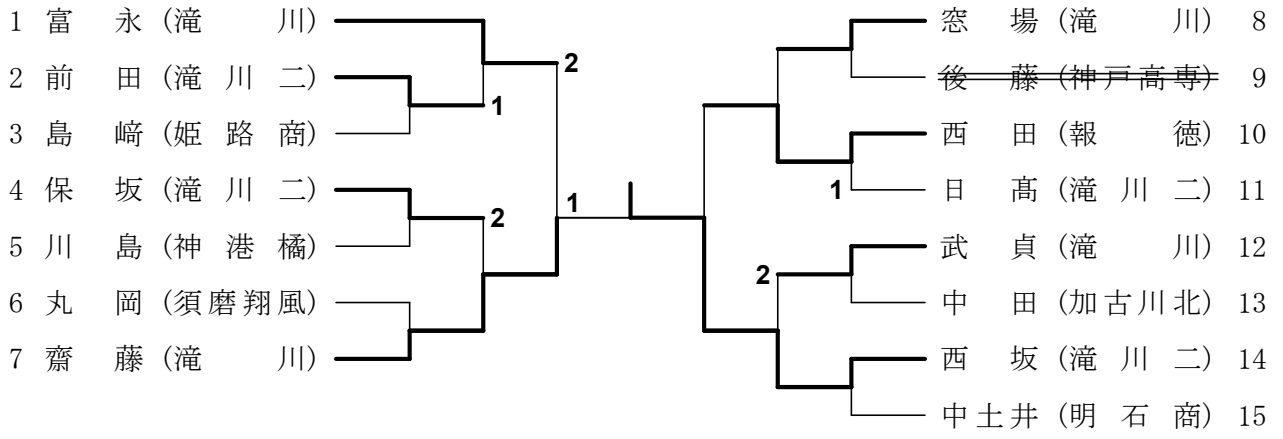 1 富永 (滝川)
2 前田 (滝川二)
3 島﨑 (姫路商)
4 保坂 (滝川二)
5 川島 (神港橘)
6 丸岡 (須磨翔風)
7 齋藤 (滝川)
2
1
2
1
1
2
窓場 (滝川) 8
後藤 (神戸高専) 9
西田 (報徳) 10
日髙 (滝川二) 11
武貞 (滝川) 12
中田 (加古川北) 13
西坂 (滝川二) 14
中土井 (明石商) 15